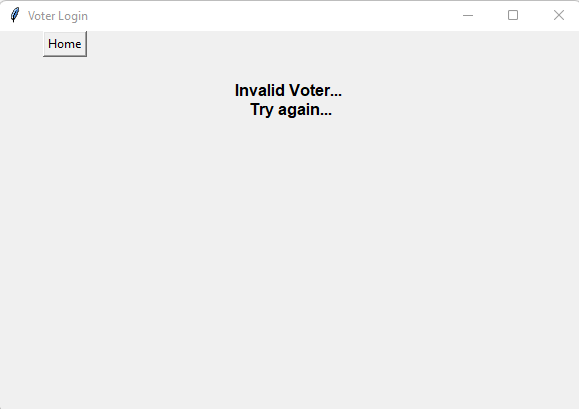 Voter Login
Home
Invalid Voter...
Try again...